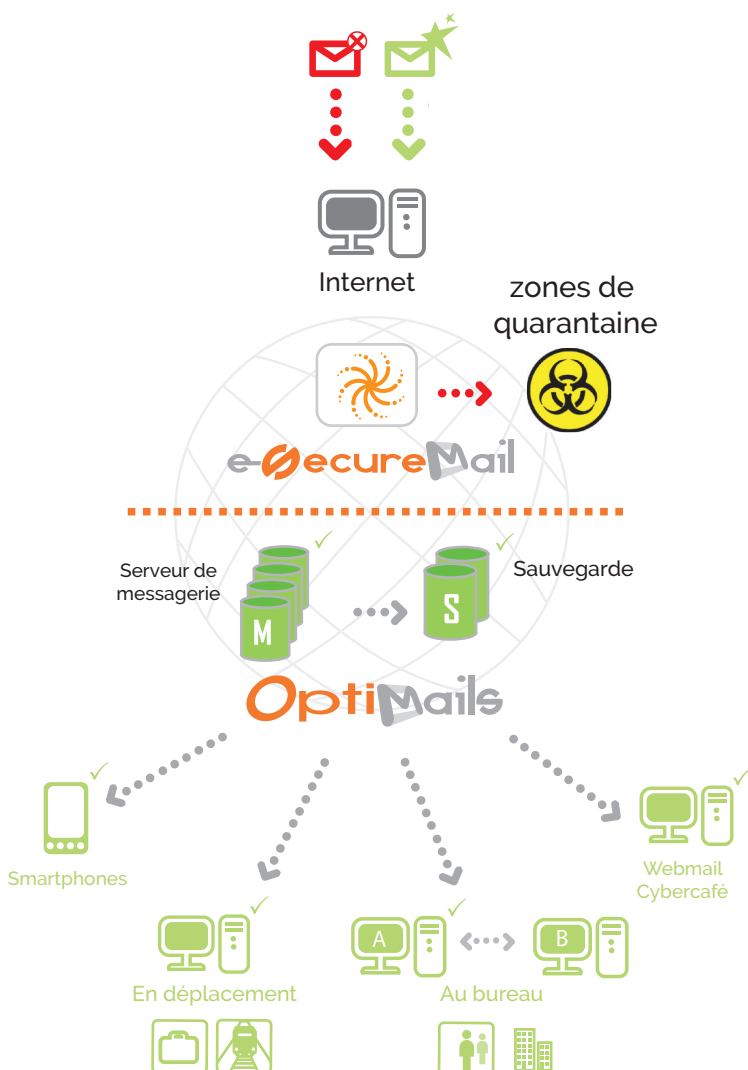 Internet
zones de
quarantaine
e-SecureMail
Serveur de
messagerie
Sauvegarde
M
S
OptiMails
Smartphones
Webmail
Cybercafé
A
B
En déplacement
Au bureau